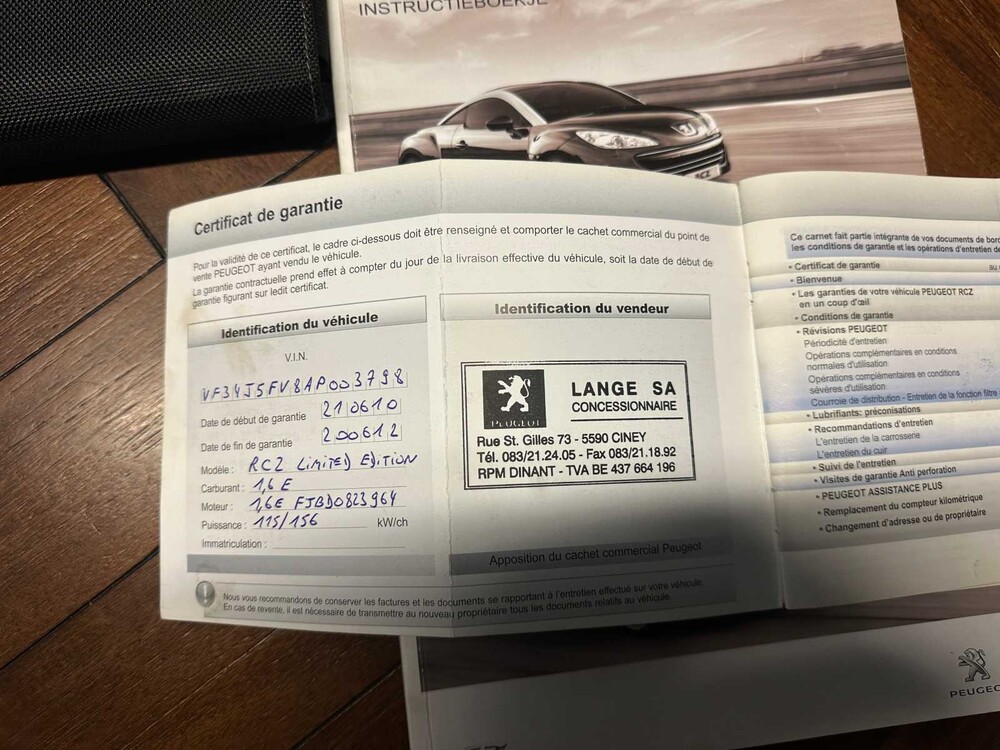 INSTRUCTIEBOEKJE
RCZ
Certificat de garantie
Pour la validité de ce certificat, le cadre ci-dessous doit être renseigné et comporter le cachet commercial du point de
vente PEUGEOT ayant vendu le véhicule.
La garantie contractuelle prend effet à compter du jour de la livraison effective du véhicule, soit la date de début de
garantie figurant sur ledit certificat.
Identification du véhicule
V.I.N.
VF34J5FV8AP003798
Date de début de garantie 210610
Date de fin de garantie 200612
Modèle : RCZ LIMITED EDITION
Carburant : 1,6 E
Moteur : 1,6E FJBD0823964
Puissance : 115/156 kW/ch
Immatriculation :
Identification du vendeur
PEUGEOT
LANGE SA
CONCESSIONNAIRE
Rue St. Gilles 73 - 5590 CINEY
Tél. 083/21.24.05 - Fax 083/21.18.92
RPM DINANT - TVA BE 437 664 196
Apposition du cachet commercial Peugeot
Nous vous recommandons de conserver les factures et les documents se rapportant à l'entretien effectué sur votre véhicule.
En cas de revente, il est nécessaire de transmettre au nouveau propriétaire tous les documents relatifs au véhicule.
Ce carnet fait partie intégrante de vos documents de bord
les conditions de garantie et les opérations d'entretien de
• Certificat de garantie au
• Bienvenue
• Les garanties de votre véhicule PEUGEOT RCZ
en un coup d'œil
• Conditions de garantie
• Révisions PEUGEOT
Périodicité d'entretien
Opérations complémentaires en conditions
normales d'utilisation
Opérations complémentaires en conditions
sévères d'utilisation
Courroie de distribution - Entretien de la fonction filtre
• Lubrifiants: préconisations
• Recommandations d'entretien
L'entretien de la carrosserie
L'entretien du cuir
• Suivi de l'entretien
• Visites de garantie Anti perforation
• PEUGEOT ASSISTANCE PLUS
• Remplacement du compteur kilométrique
• Changement d'adresse ou de propriétaire
PEUGEOT